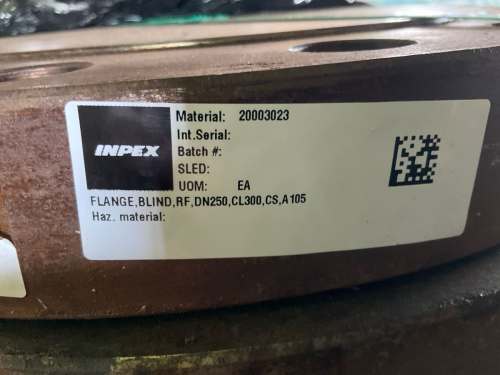 INPEX
Material: 20003023
Int.Serial:
Batch #:
SLED:
UOM: EA
FLANGE,BLIND,RF,DN250,CL300,CS,A105
Haz. material: